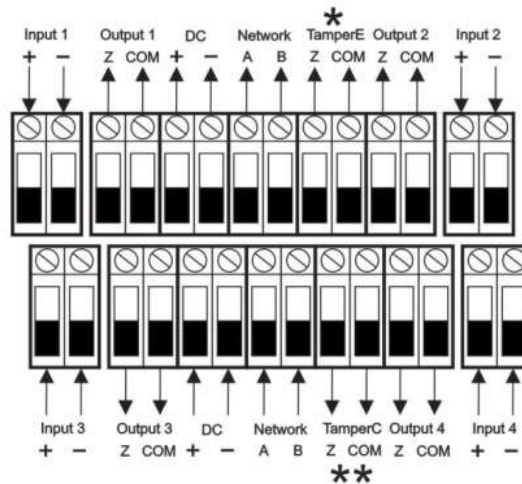 *
Input 1 Output 1 DC Network TamperE Output 2 Input 2
+ − Z COM + − A B Z COM Z COM + −
Input 3 Output 3 DC Network TamperC Output 4 Input 4
+ − Z COM + − A B Z COM Z COM + −
**